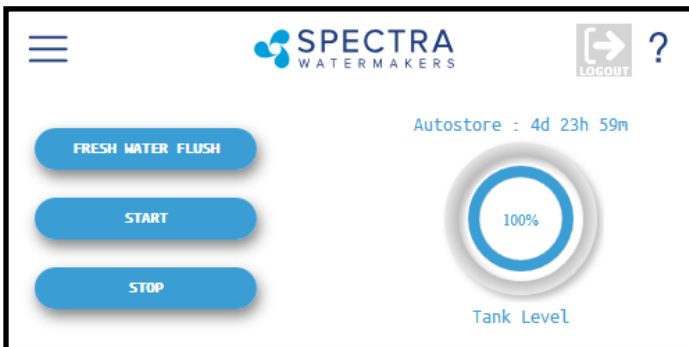 SPECTRA
WATERMAKERS
LOGOUT
?
Autostore : 4d 23h 59m
FRESH WATER FLUSH
START
100%
STOP
Tank Level